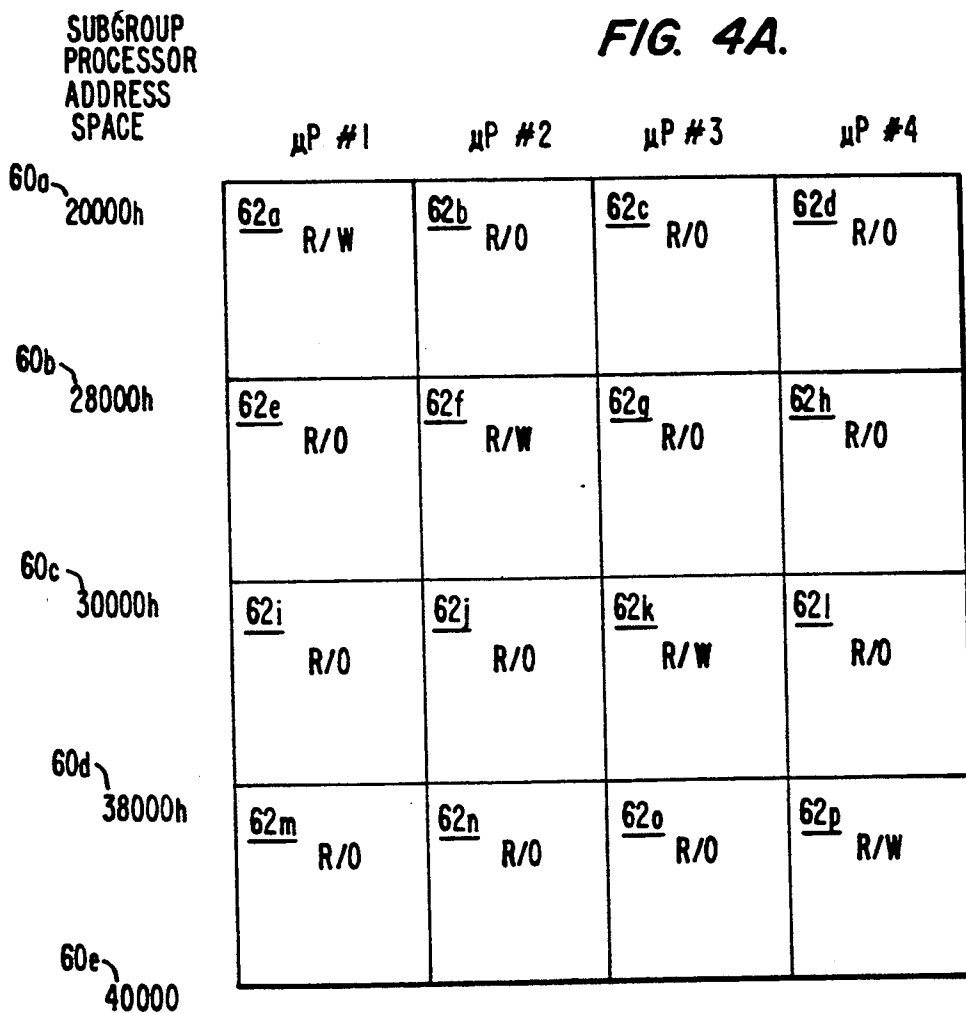 SUBGROUP
PROCESSOR
ADDRESS
SPACE
FIG. 4A.
µP #1 µP #2 µP #3 µP #4
60a
20000h
62a R/W 62b R/O 62c R/O 62d R/O
60b
28000h
62e R/O 62f R/W 62g R/O 62h R/O
60c
30000h
62i R/O 62j R/O 62k R/W 62l R/O
60d
38000h
62m R/O 62n R/O 62o R/O 62p R/W
60e
40000